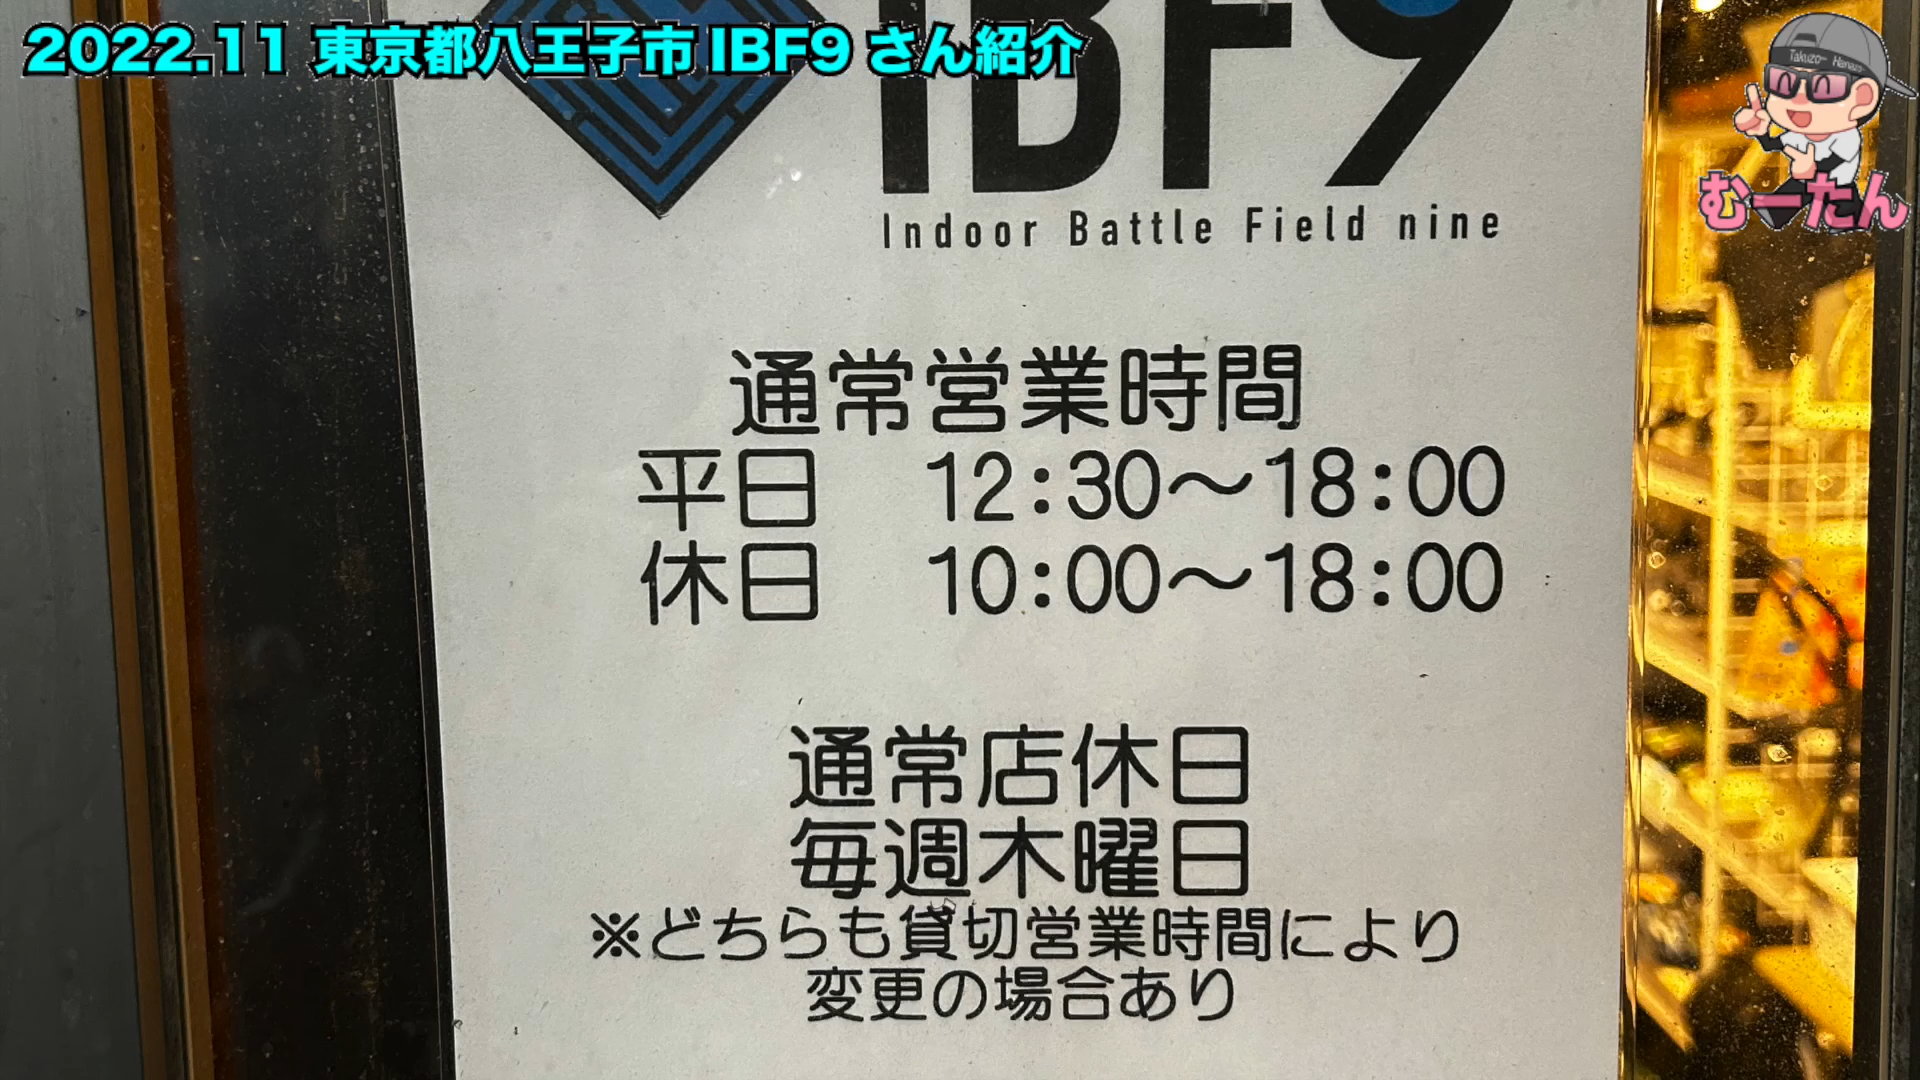 2022.11 東京都八王子市 IBF9 さん紹介
Takuzo- Hanazo
むーたん
IBF9
Indoor Battle Field nine
通常営業時間
平日 12:30～18:00
休日 10:00～18:00
通常店休日
毎週木曜日
※どちらも貸切営業時間により
変更の場合あり